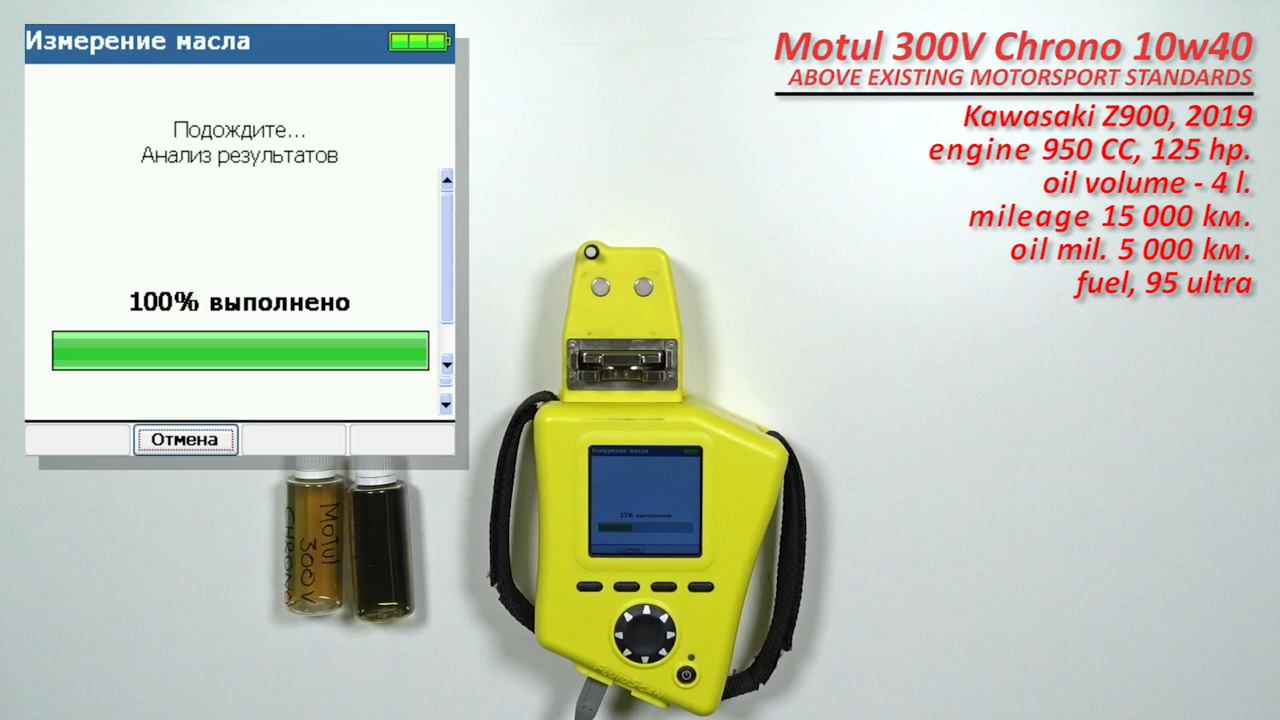 Измерение масла
Подождите...
Анализ результатов
100% выполнено
Отмена
Motul 300V Chrono 10w40
ABOVE EXISTING MOTORSPORT STANDARDS
Kawasaki Z900, 2019
engine 950 CC, 125 hp.
oil volume - 4 l.
mileage 15 000 км.
oil mil. 5 000 км.
fuel, 95 ultra
Motul
300V
CHRONO
Измерение масла
33% выполнено